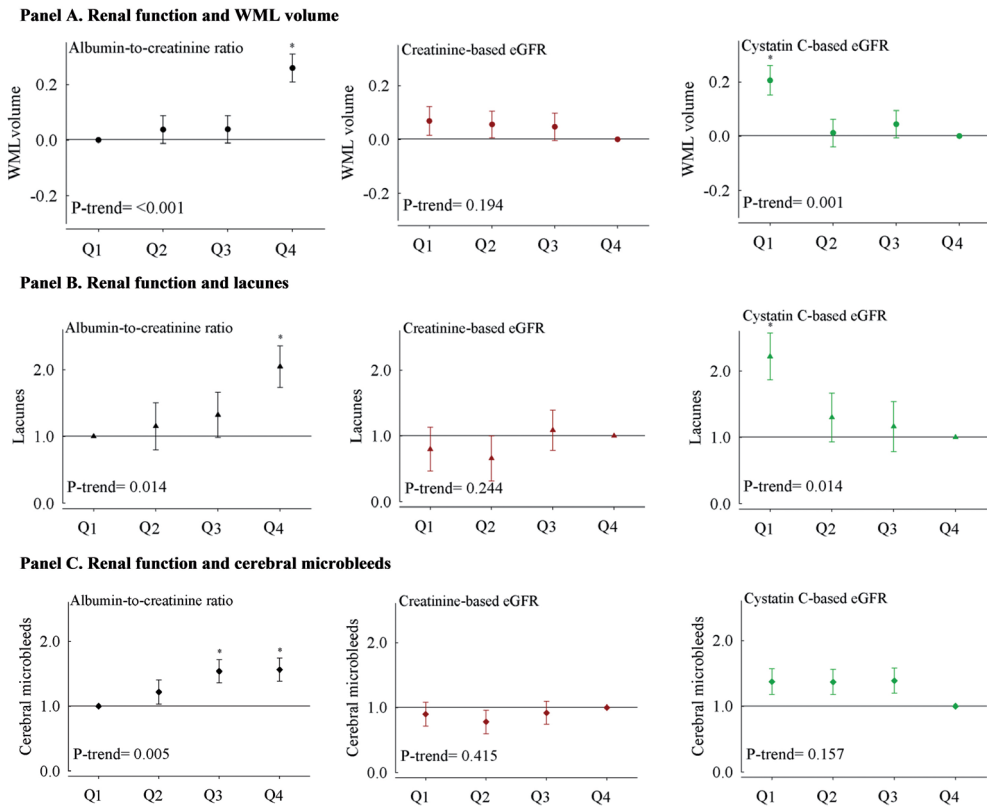 Panel A. Renal function and WML volume
Albumin-to-creatinine ratio
WML volume
0.2
0.0
-0.2
*
P-trend= <0.001
Q1 Q2 Q3 Q4
Creatinine-based eGFR
WML volume
0.2
0.0
-0.2
P-trend= 0.194
Q1 Q2 Q3 Q4
Cystatin C-based eGFR
WML volume
0.2
0.0
-0.2
*
P-trend= 0.001
Q1 Q2 Q3 Q4
Panel B. Renal function and lacunes
Albumin-to-creatinine ratio
Lacunes
2.0
1.0
0.0
*
P-trend= 0.014
Q1 Q2 Q3 Q4
Creatinine-based eGFR
Lacunes
2.0
1.0
0.0
P-trend= 0.244
Q1 Q2 Q3 Q4
Cystatin C-based eGFR
Lacunes
2.0
1.0
0.0
*
P-trend= 0.014
Q1 Q2 Q3 Q4
Panel C. Renal function and cerebral microbleeds
Albumin-to-creatinine ratio
Cerebral microbleeds
2.0
1.0
0.0
* *
P-trend= 0.005
Q1 Q2 Q3 Q4
Creatinine-based eGFR
Cerebral microbleeds
2.0
1.0
0.0
P-trend= 0.415
Q1 Q2 Q3 Q4
Cystatin C-based eGFR
Cerebral microbleeds
2.0
1.0
0.0
P-trend= 0.157
Q1 Q2 Q3 Q4